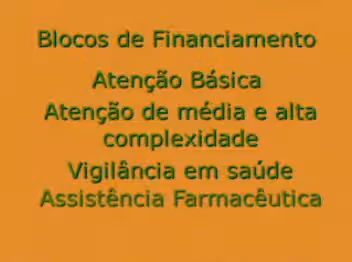 Blocos de Financiamento
Atenção Básica
Atenção de média e alta
complexidade
Vigilância em saúde
Assistência Farmacêutica